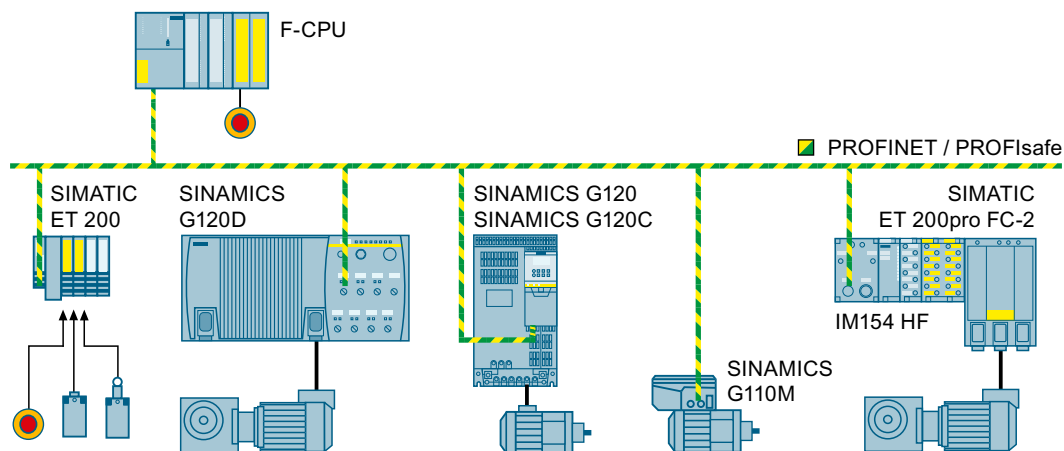 F-CPU
PROFINET / PROFIsafe
SIMATIC
ET 200
SINAMICS
G120D
SINAMICS G120
SINAMICS G120C
SIMATIC
ET 200pro FC-2
IM154 HF
SINAMICS
G110M